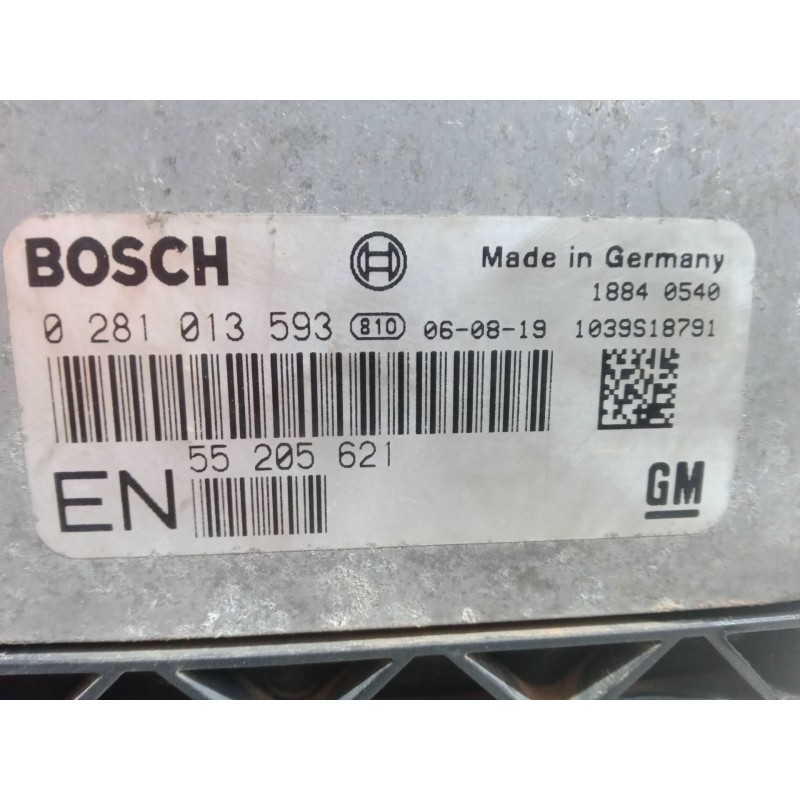 BOSCH Made in Germany
1884 0540
0 281 013 593 810 06-08-19 1039S18791
55 205 621
EN
GM